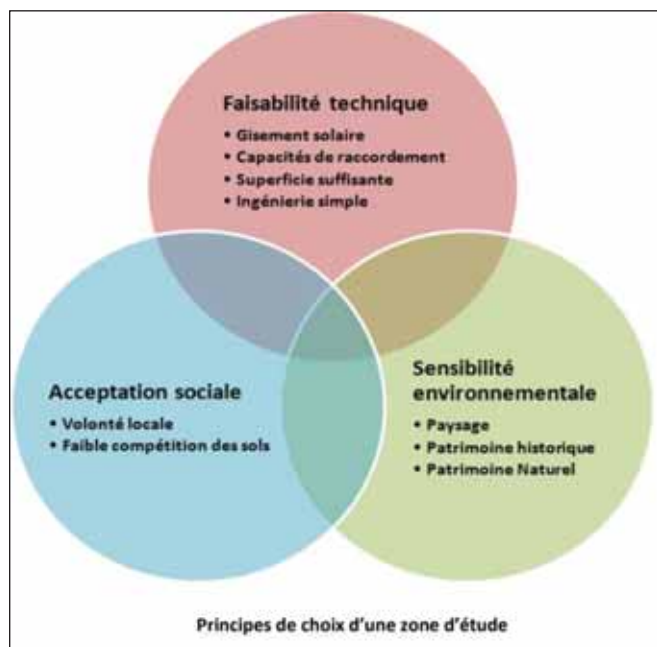 Faisabilité technique
• Gisement solaire
• Capacités de raccordement
• Superficie suffisante
• Ingénierie simple
Acceptation sociale
• Volonté locale
• Faible compétition des sols
Sensibilité
environnementale
• Paysage
• Patrimoine historique
• Patrimoine Naturel
Principes de choix d'une zone d'étude